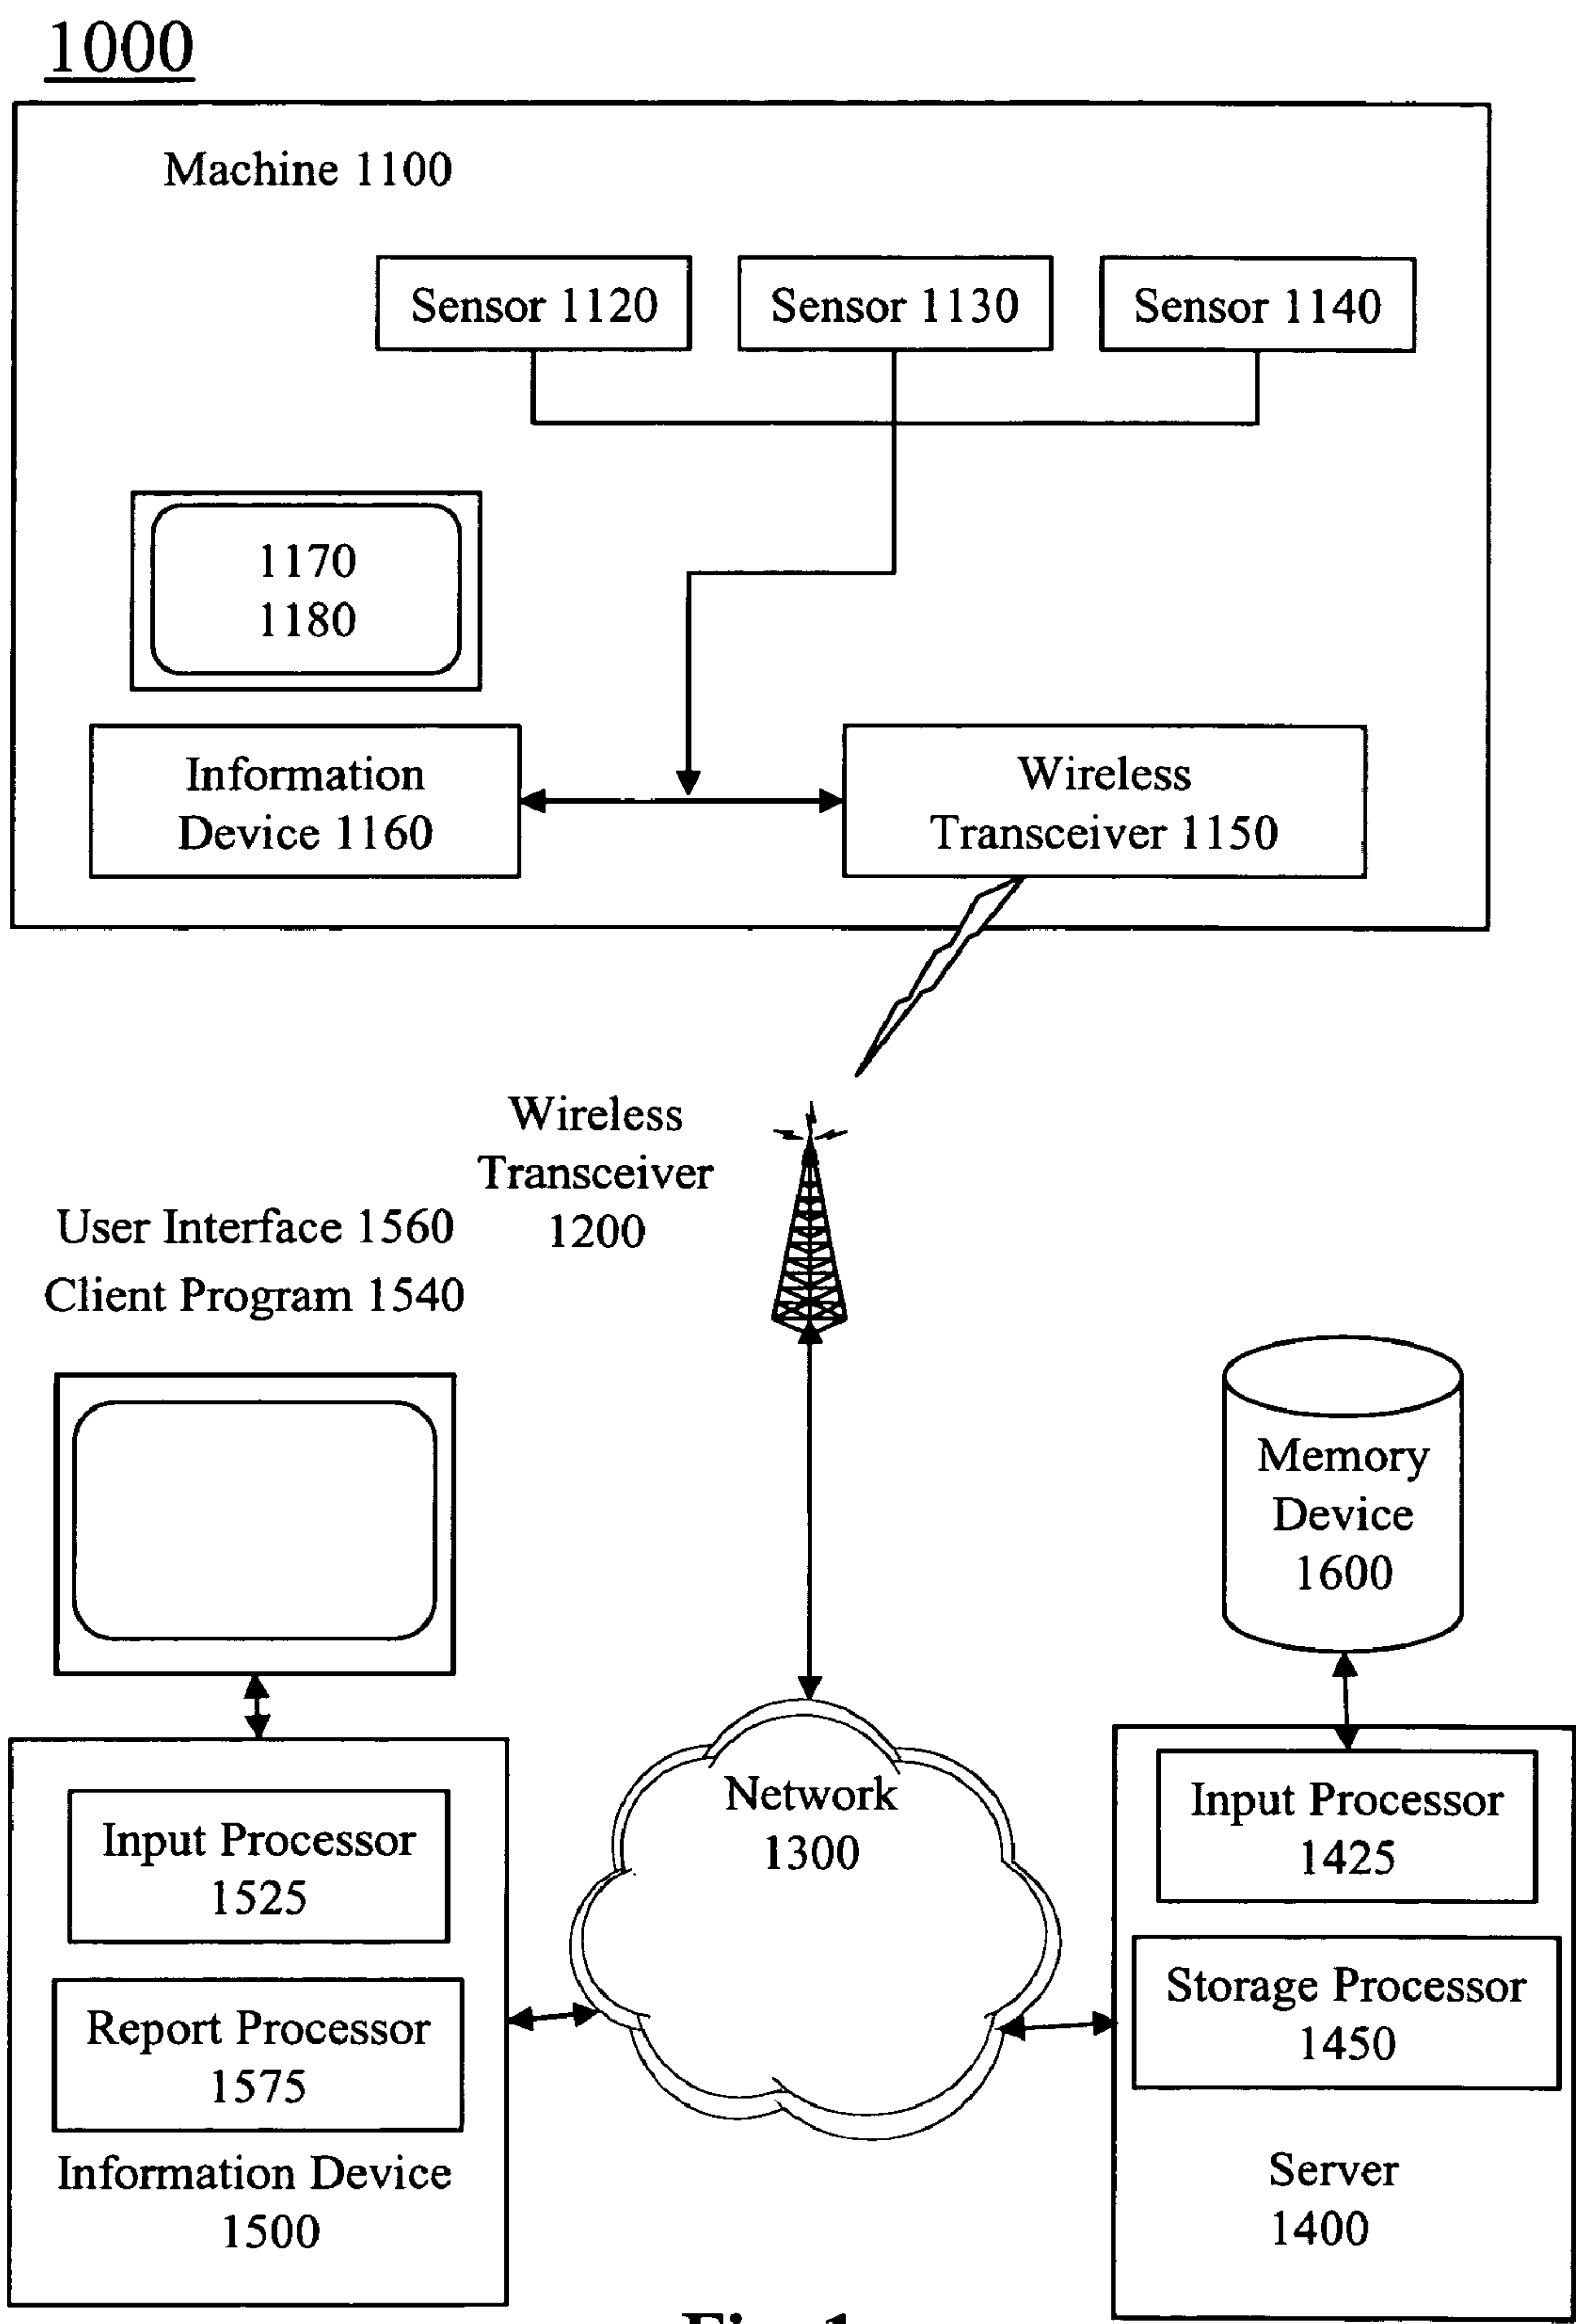 1000
Machine 1100
Sensor 1120
Sensor 1130
Sensor 1140
1170
1180
Information
Device 1160
Wireless
Transceiver 1150
Wireless
Transceiver
1200
User Interface 1560
Client Program 1540
Memory
Device
1600
Network
1300
Input Processor
1525
Report Processor
1575
Information Device
1500
Input Processor
1425
Storage Processor
1450
Server
1400